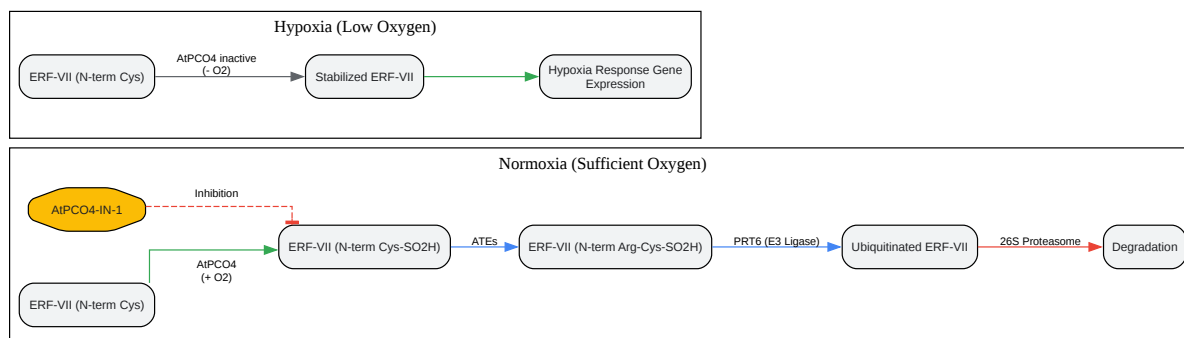 Hypoxia (Low Oxygen)
ERF-VII (N-term Cys)
AtPCO4 inactive
(- O2)
Stabilized ERF-VII
Hypoxia Response Gene
Expression
Normoxia (Sufficient Oxygen)
AtPCO4-IN-1
Inhibition
ERF-VII (N-term Cys)
AtPCO4
(+ O2)
ERF-VII (N-term Cys-SO2H)
ATEs
ERF-VII (N-term Arg-Cys-SO2H)
PRT6 (E3 Ligase)
Ubiquitinated ERF-VII
26S Proteasome
Degradation